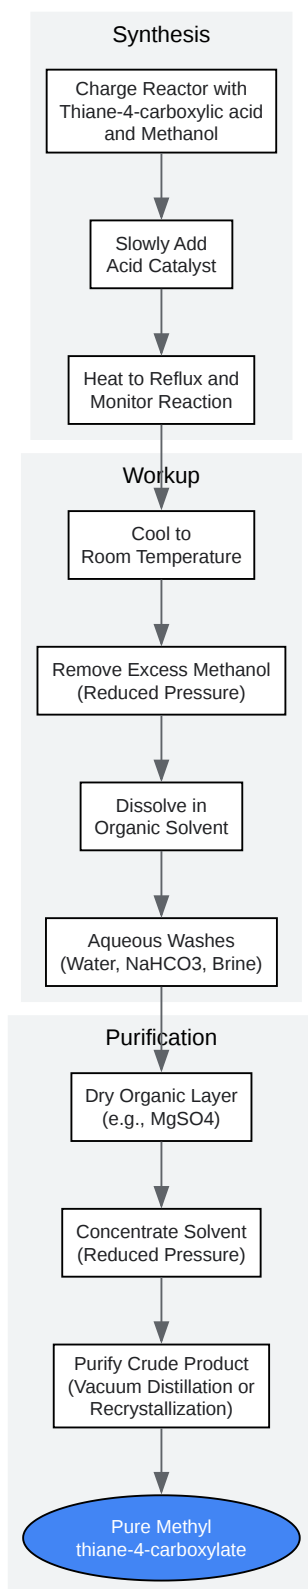 Synthesis
Charge Reactor with
Thiane-4-carboxylic acid
and Methanol
Slowly Add
Acid Catalyst
Heat to Reflux and
Monitor Reaction
Workup
Cool to
Room Temperature
Remove Excess Methanol
(Reduced Pressure)
Dissolve in
Organic Solvent
Aqueous Washes
(Water, NaHCO3, Brine)
Purification
Dry Organic Layer
(e.g., MgSO4)
Concentrate Solvent
(Reduced Pressure)
Purify Crude Product
(Vacuum Distillation or
Recrystallization)
Pure Methyl
thiane-4-carboxylate